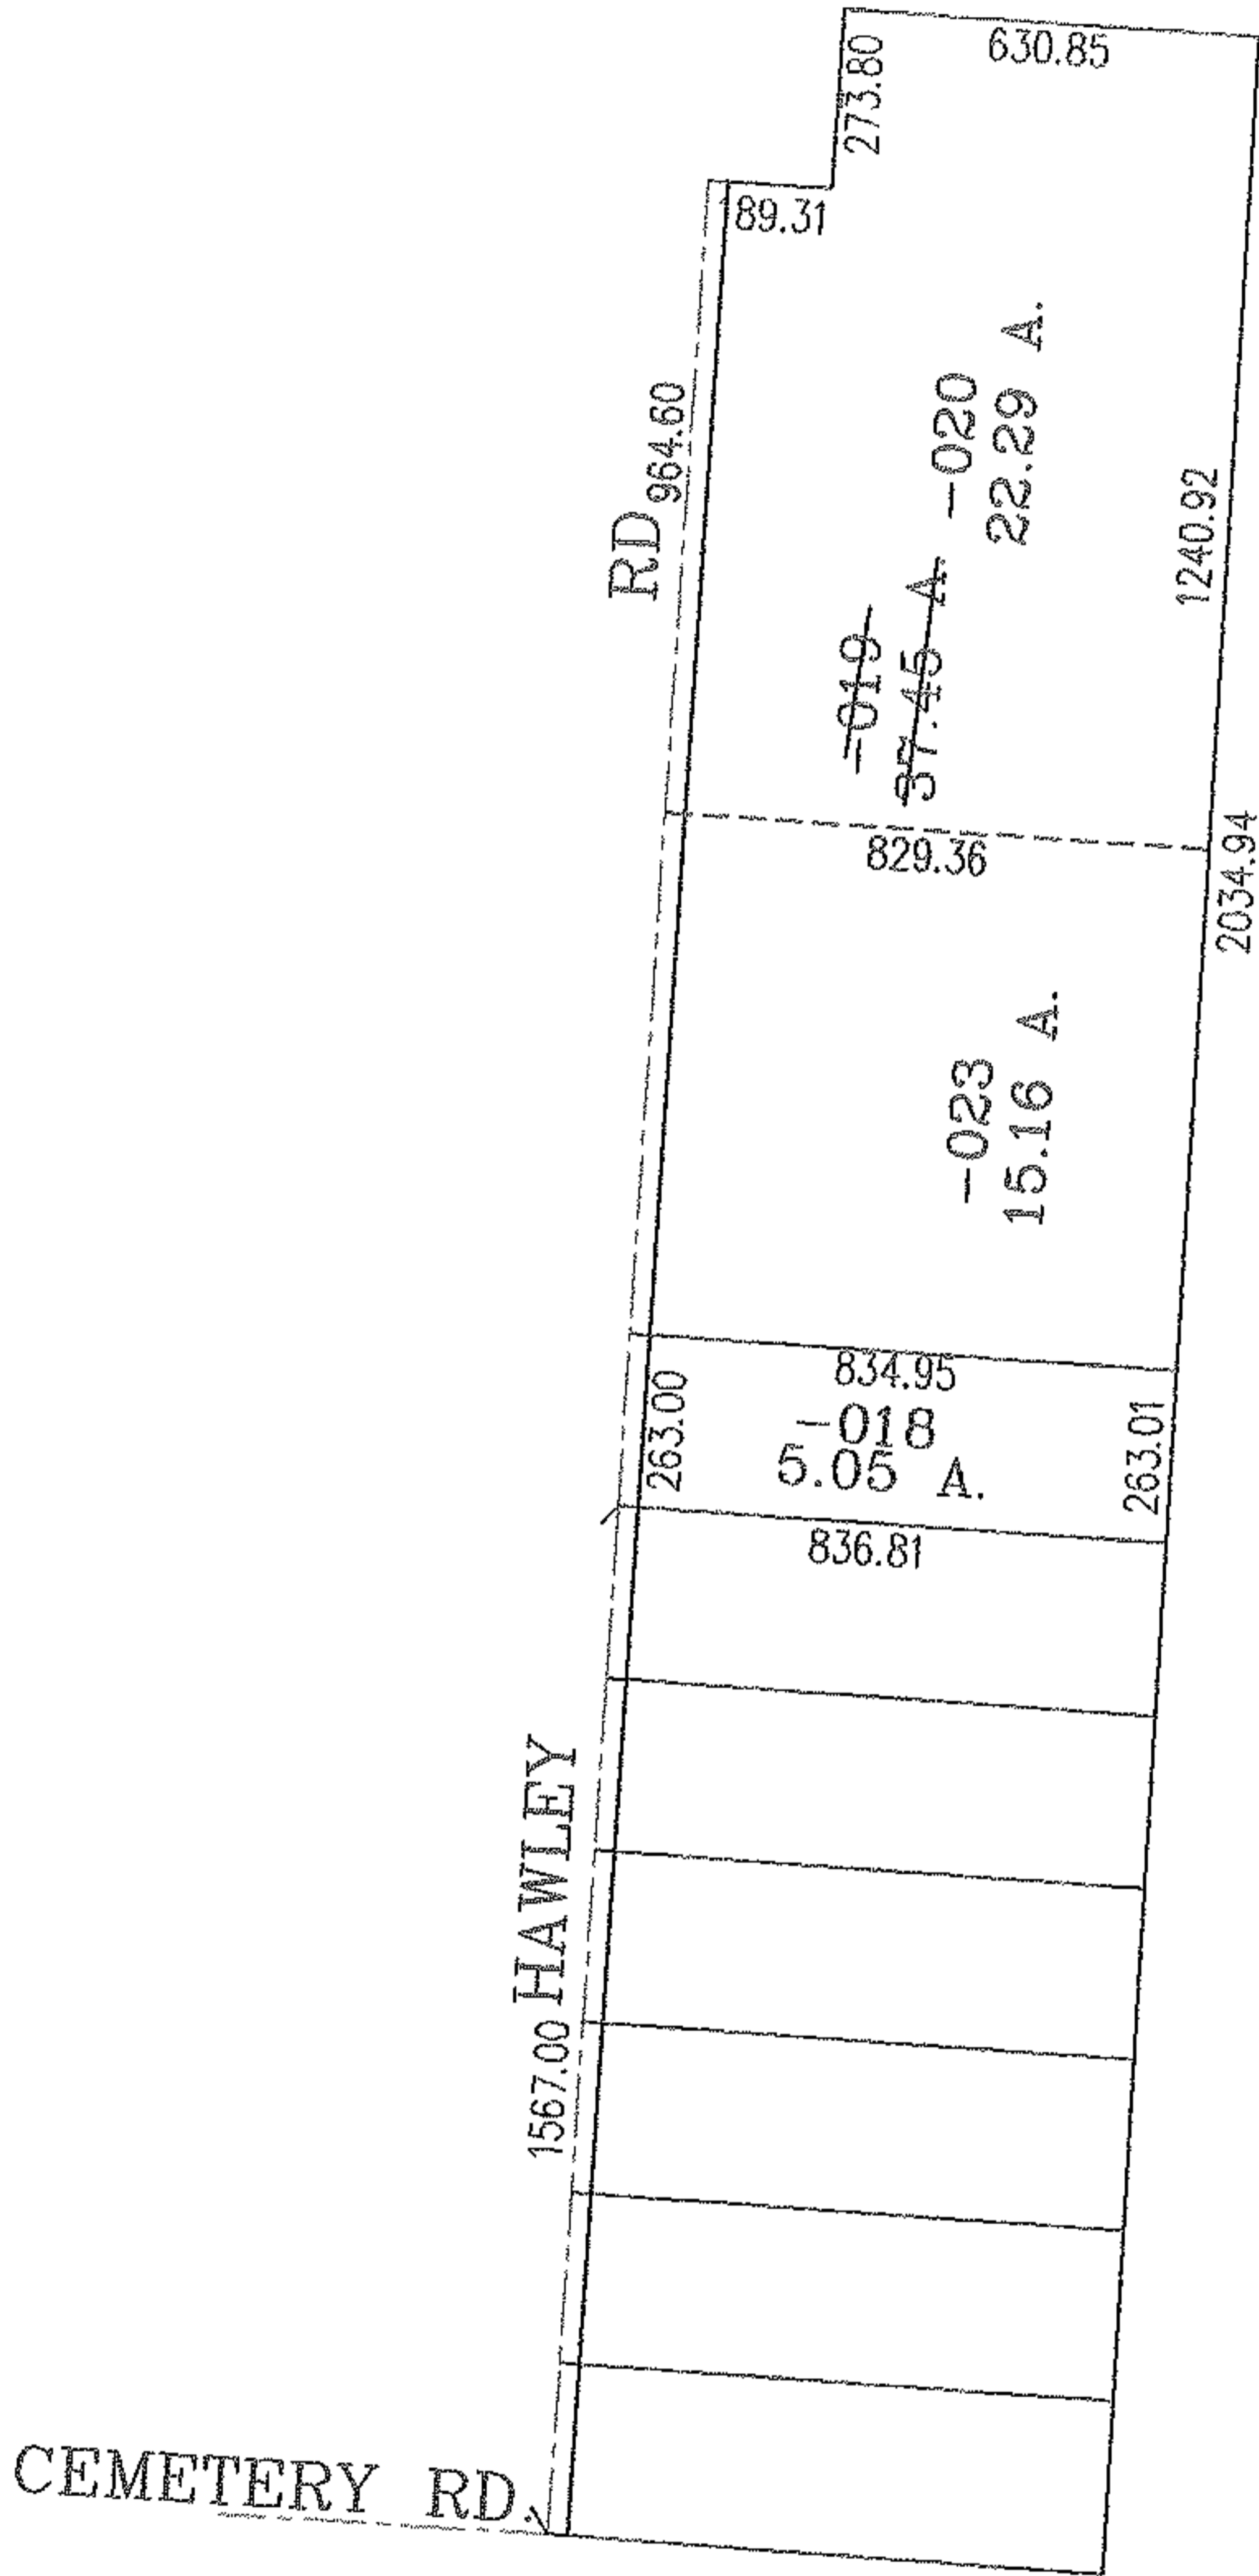 630.85
273.80
189.31
964.60
RD
-020
22.29 A.
1240.92
-019
37.45 A.
829.36
2034.94
-023
15.16 A.
834.95
263.00
-018
5.05 A.
263.01
836.81
HAWLEY
1567.00
CEMETERY RD.